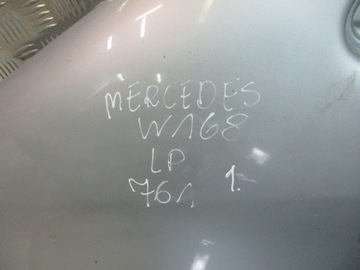 MERCEDES
W168
LP
761 1.